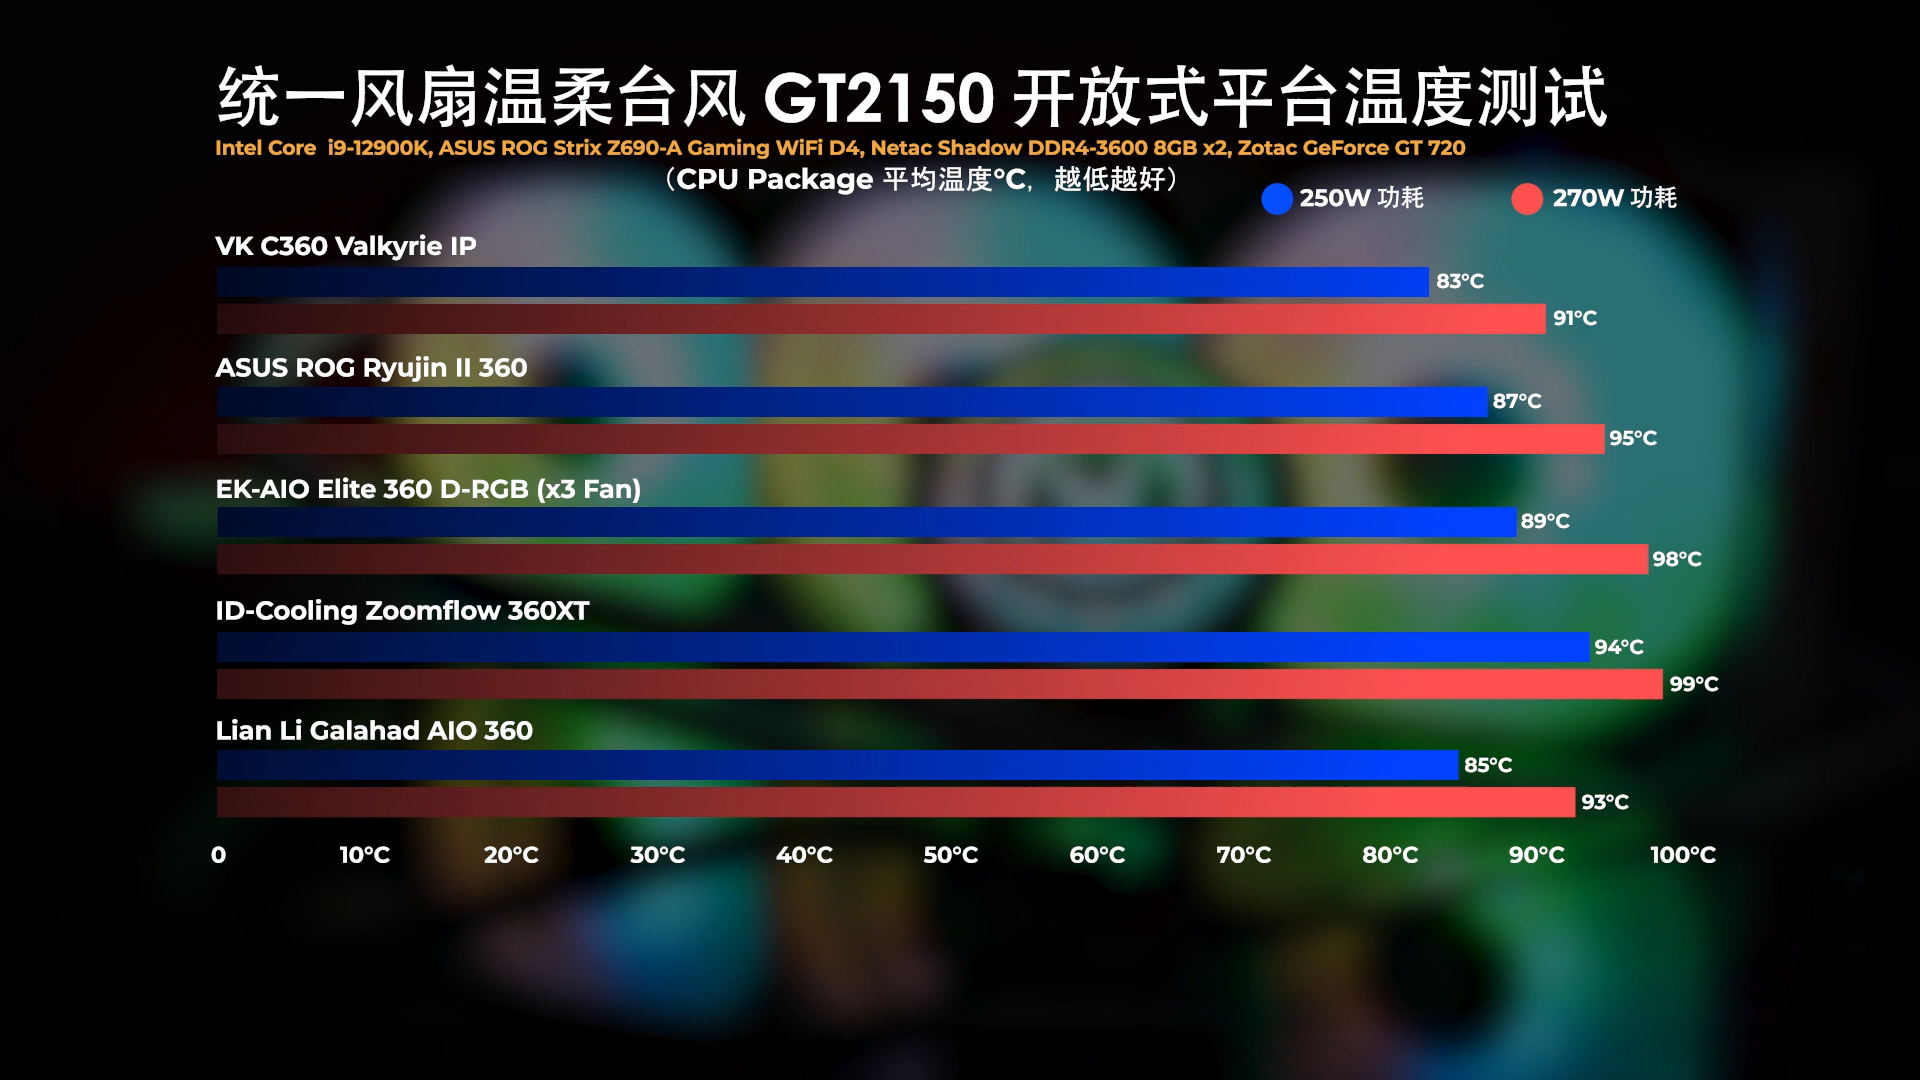 统一风扇温柔台风 GT2150 开放式平台温度测试
Intel Core i9-12900K, ASUS ROG Strix Z690-A Gaming WiFi D4, Netac Shadow DDR4-3600 8GB x2, Zotac GeForce GT 720
（CPU Package 平均温度°C，越低越好）
250W 功耗
270W 功耗
VK C360 Valkyrie IP
83°C
91°C
ASUS ROG Ryujin II 360
87°C
95°C
EK-AIO Elite 360 D-RGB (x3 Fan)
89°C
98°C
ID-Cooling Zoomflow 360XT
94°C
99°C
Lian Li Galahad AIO 360
85°C
93°C
0 10°C 20°C 30°C 40°C 50°C 60°C 70°C 80°C 90°C 100°C